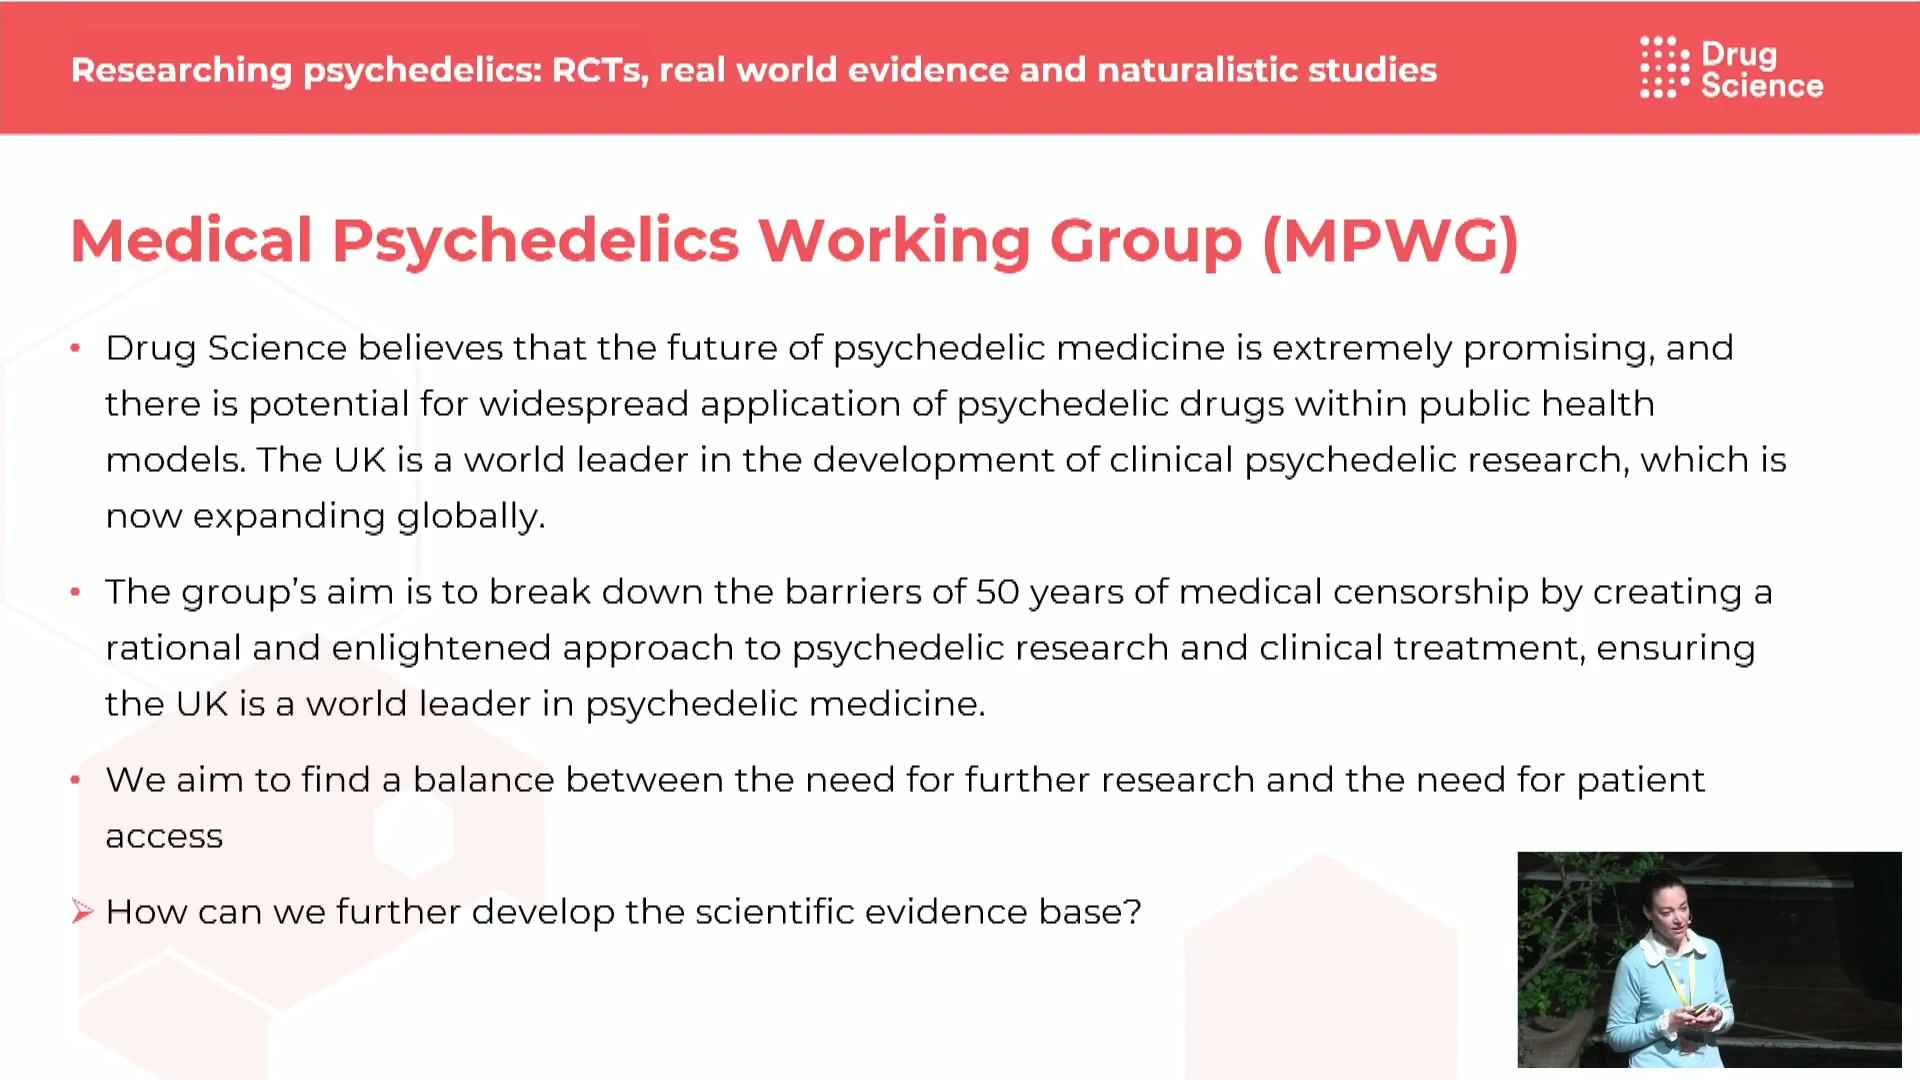 Researching psychedelics: RCTs, real world evidence and naturalistic studies
Drug
Science
Medical Psychedelics Working Group (MPWG)
• Drug Science believes that the future of psychedelic medicine is extremely promising, and
there is potential for widespread application of psychedelic drugs within public health
models. The UK is a world leader in the development of clinical psychedelic research, which is
now expanding globally.
• The group’s aim is to break down the barriers of 50 years of medical censorship by creating a
rational and enlightened approach to psychedelic research and clinical treatment, ensuring
the UK is a world leader in psychedelic medicine.
• We aim to find a balance between the need for further research and the need for patient
access
➢ How can we further develop the scientific evidence base?